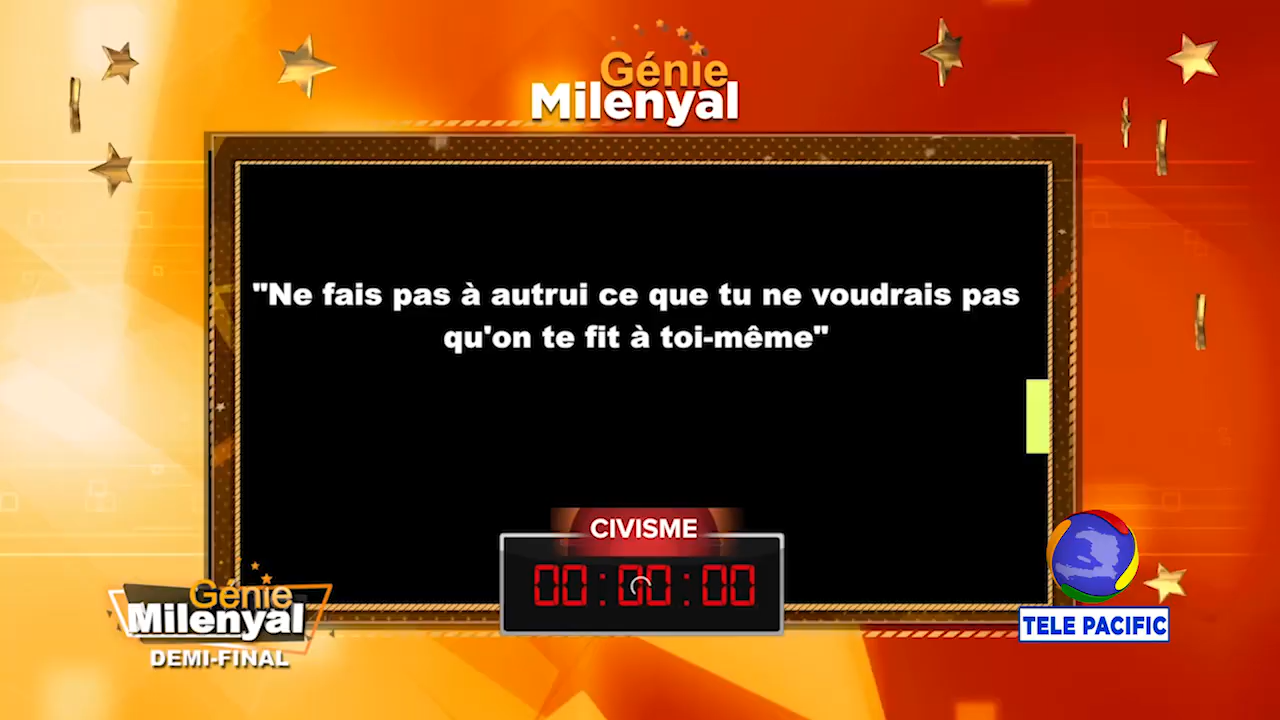 Génie
Milenyal
"Ne fais pas à autrui ce que tu ne voudrais pas
qu'on te fit à toi-même"
CIVISME
00:00:00
Génie
Milenyal
DEMI-FINAL
TELE PACIFIC